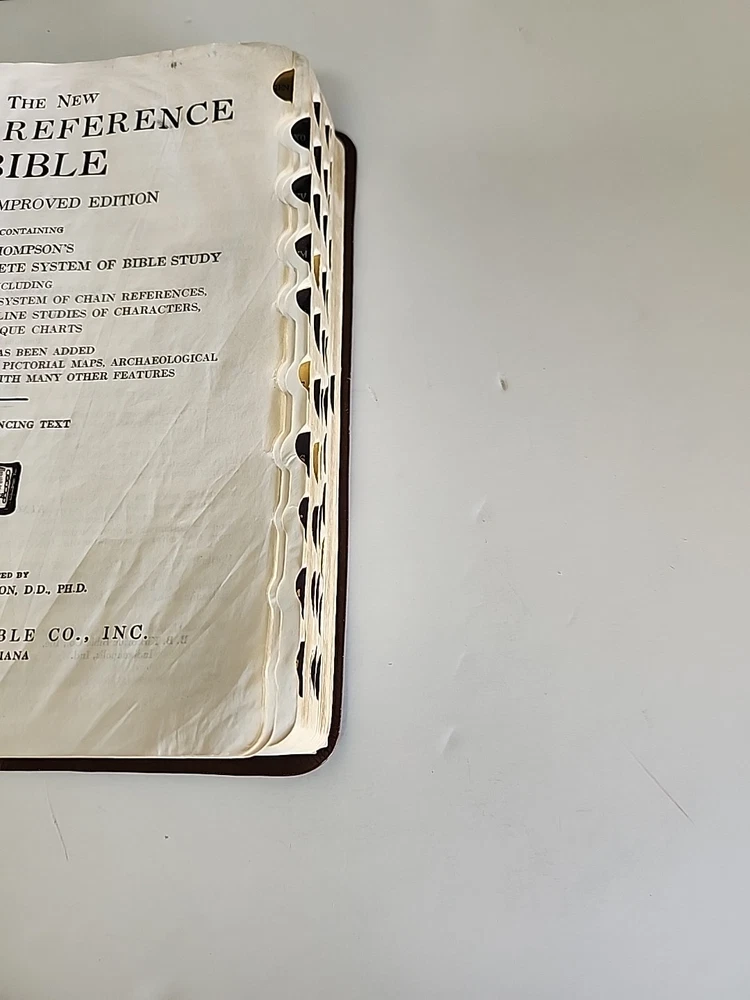 THE NEW
REFERENCE
BIBLE
MPROVED EDITION
CONTAINING
OMPSON'S
ETE SYSTEM OF BIBLE STUDY
CLUDING
SYSTEM OF CHAIN REFERENCES,
LINE STUDIES OF CHARACTERS,
QUE CHARTS
AS BEEN ADDED
PICTORIAL MAPS, ARCHAEOLOGICAL
ITH MANY OTHER FEATURES
NCING TEXT
ED BY
ON, D.D., PH.D.
BLE CO., INC.
IANA